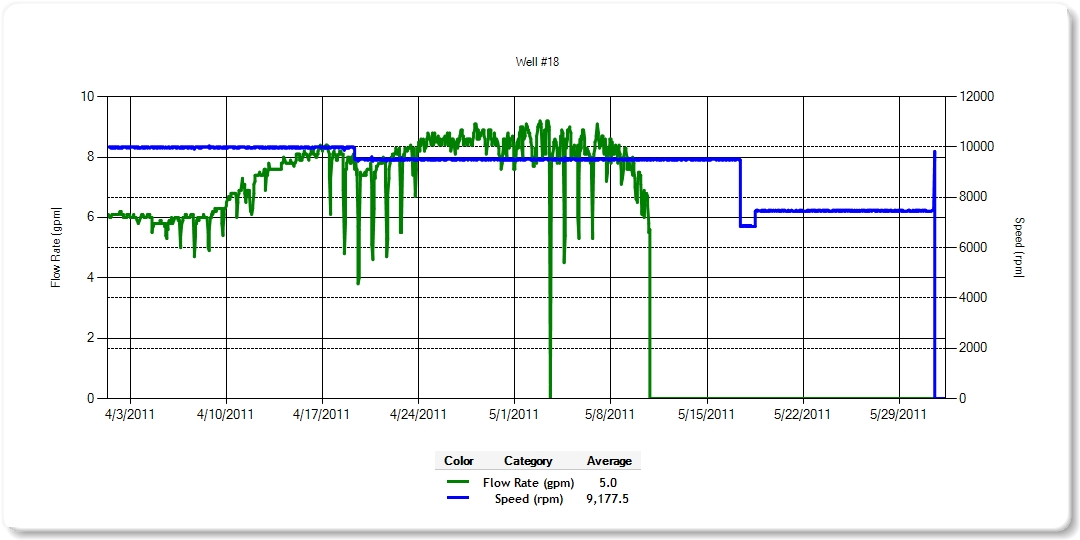 Well #18
10 12000
8 10000
8000
6 6000
4 4000
2 2000
0 0
Flow Rate (gpm|
Speed (rpm|
4/3/2011 4/10/2011 4/17/2011 4/24/2011 5/1/2011 5/8/2011 5/15/2011 5/22/2011 5/29/2011
Color Category Average
Flow Rate (gpm) 5.0
Speed (rpm) 9,177.5